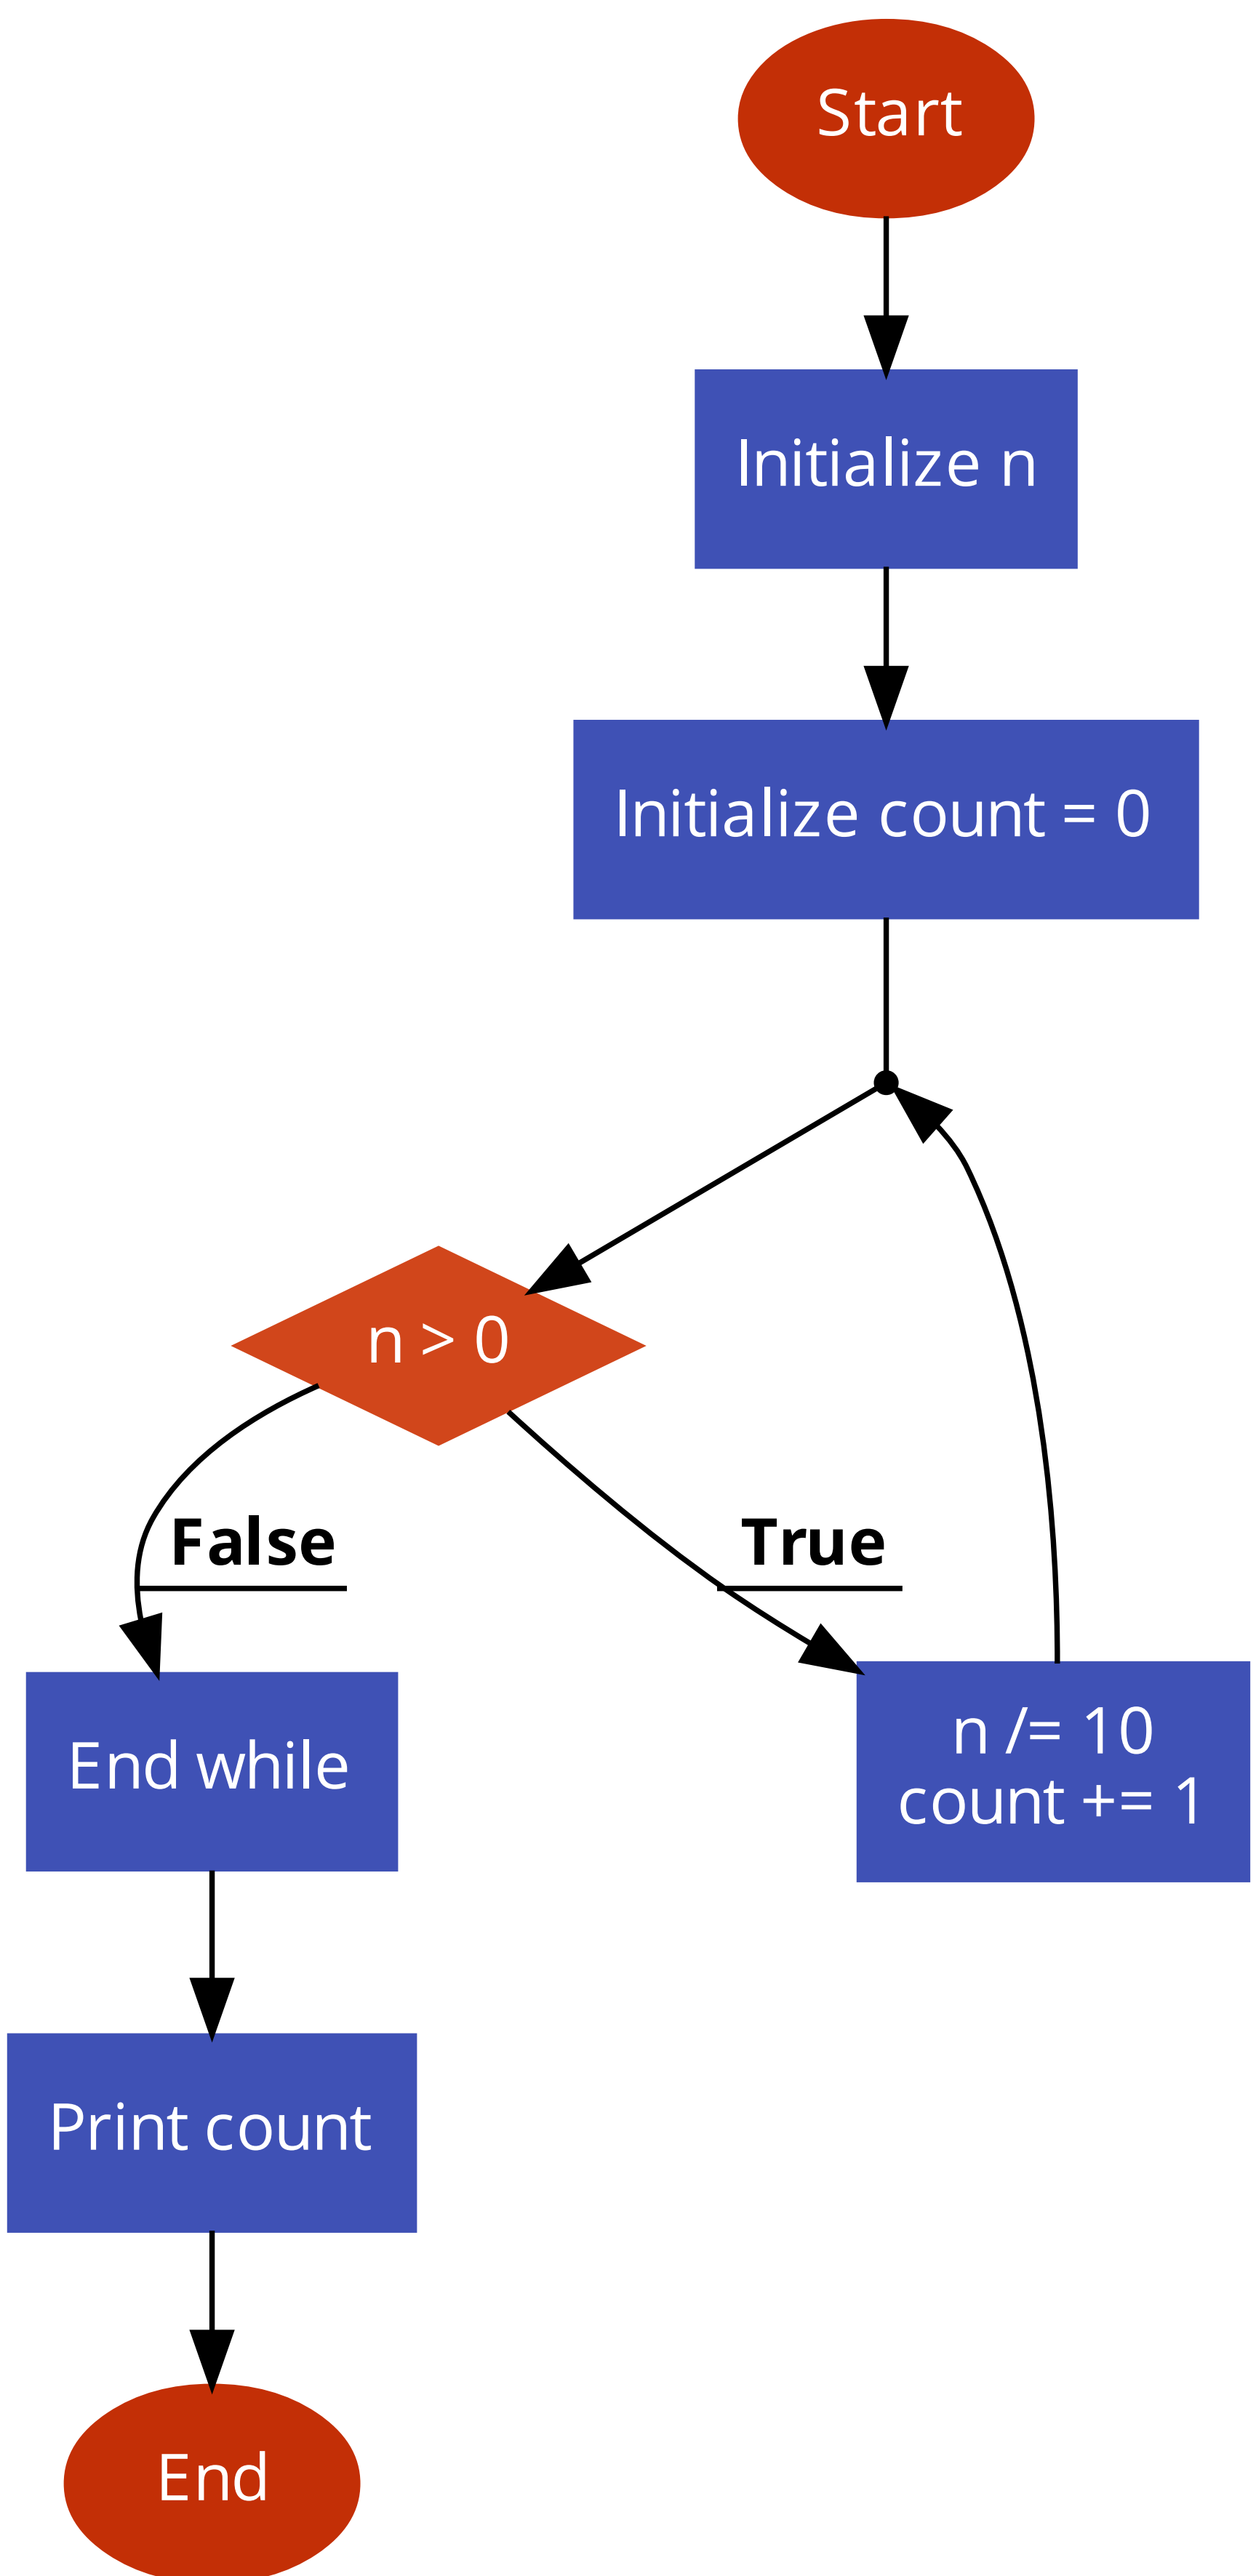 Start
Initialize n
Initialize count = 0
n > 0
False
True
End while
n /= 10
count += 1
Print count
End